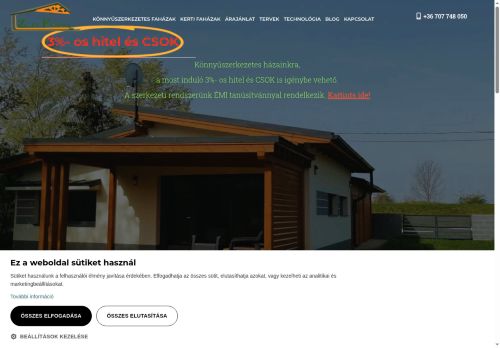 KÖNNYŰSZERKEZETES FAHÁZAK KERTI FAHÁZAK ÁRAJÁNLAT TERVEK TECHNOLÓGIA BLOG KAPCSOLAT
+36 707 748 050
3%- os hitel és CSOK
Könnyűszerkezetes házainkra,
a most induló 3%- os hitel és CSOK is igénybe vehető.
A szerkezeti rendszerünk ÉMI tanúsítvánnyal rendelkezik. Kattints ide!
Ez a weboldal sütiket használ
Sütiket használunk a felhasználói élmény javítása érdekében. Elfogadhatja az összes sütit, elutasíthatja azokat, vagy kezelheti az analitikai és
marketingbeállításokat.
További információ
ÖSSZES ELFOGADÁSA
ÖSSZES ELUTASÍTÁSA
BEÁLLÍTÁSOK KEZELÉSE